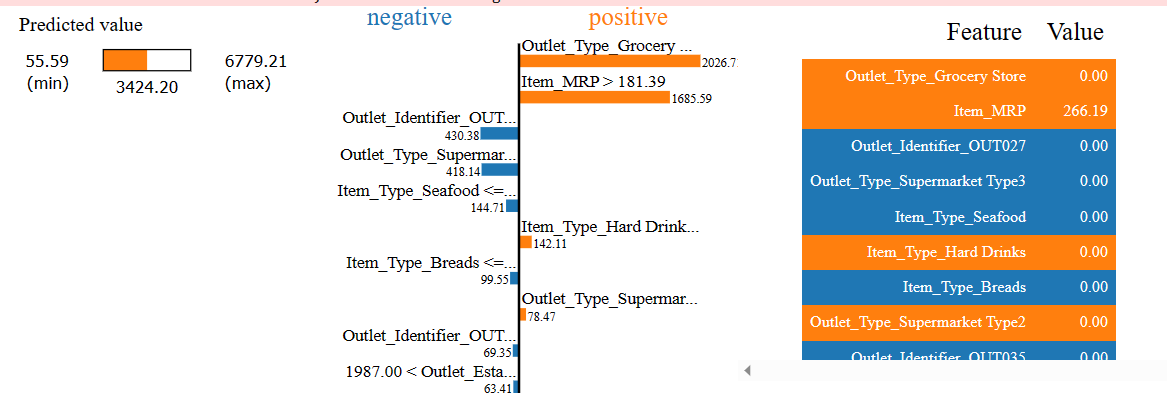 Predicted value
55.59
(min)
3424.20
6779.21
(max)
negative positive
Outlet_Type_Grocery ...
2026.7
Item_MRP > 181.39
1685.59
Outlet_Identifier_OUT...
430.38
Outlet_Type_Supermar...
418.14
Item_Type_Seafood <=...
144.71
Item_Type_Hard Drink...
142.11
Item_Type_Breads <=...
99.55
Outlet_Type_Supermar...
78.47
Outlet_Identifier_OUT...
69.35
1987.00 < Outlet_Esta...
63.41
Feature Value
Outlet_Type_Grocery Store 0.00
Item_MRP 266.19
Outlet_Identifier_OUT027 0.00
Outlet_Type_Supermarket Type3 0.00
Item_Type_Seafood 0.00
Item_Type_Hard Drinks 0.00
Item_Type_Breads 0.00
Outlet_Type_Supermarket Type2 0.00
Outlet_Identifier_OUT035 0.00